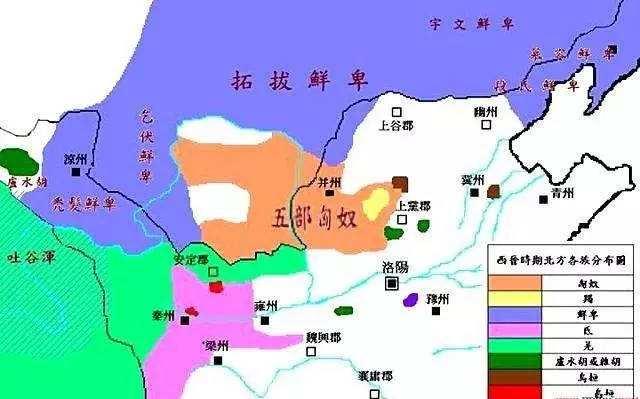 宇文鮮卑
慕容鮮卑
拓拔鮮卑
段氏鮮卑
乞伏鮮卑
上谷郡
幽州
涼州
盧水胡
禿髮鮮卑
并州
冀州
青州
上黨郡
五部匈奴
吐谷渾
安定郡
洛陽
秦州
雍州
豫州
梁州
魏興郡
襄庸郡
西晉時期北方各族分布圖
匈奴
羯
鮮卑
氐
羌
盧水胡或雜胡
烏桓